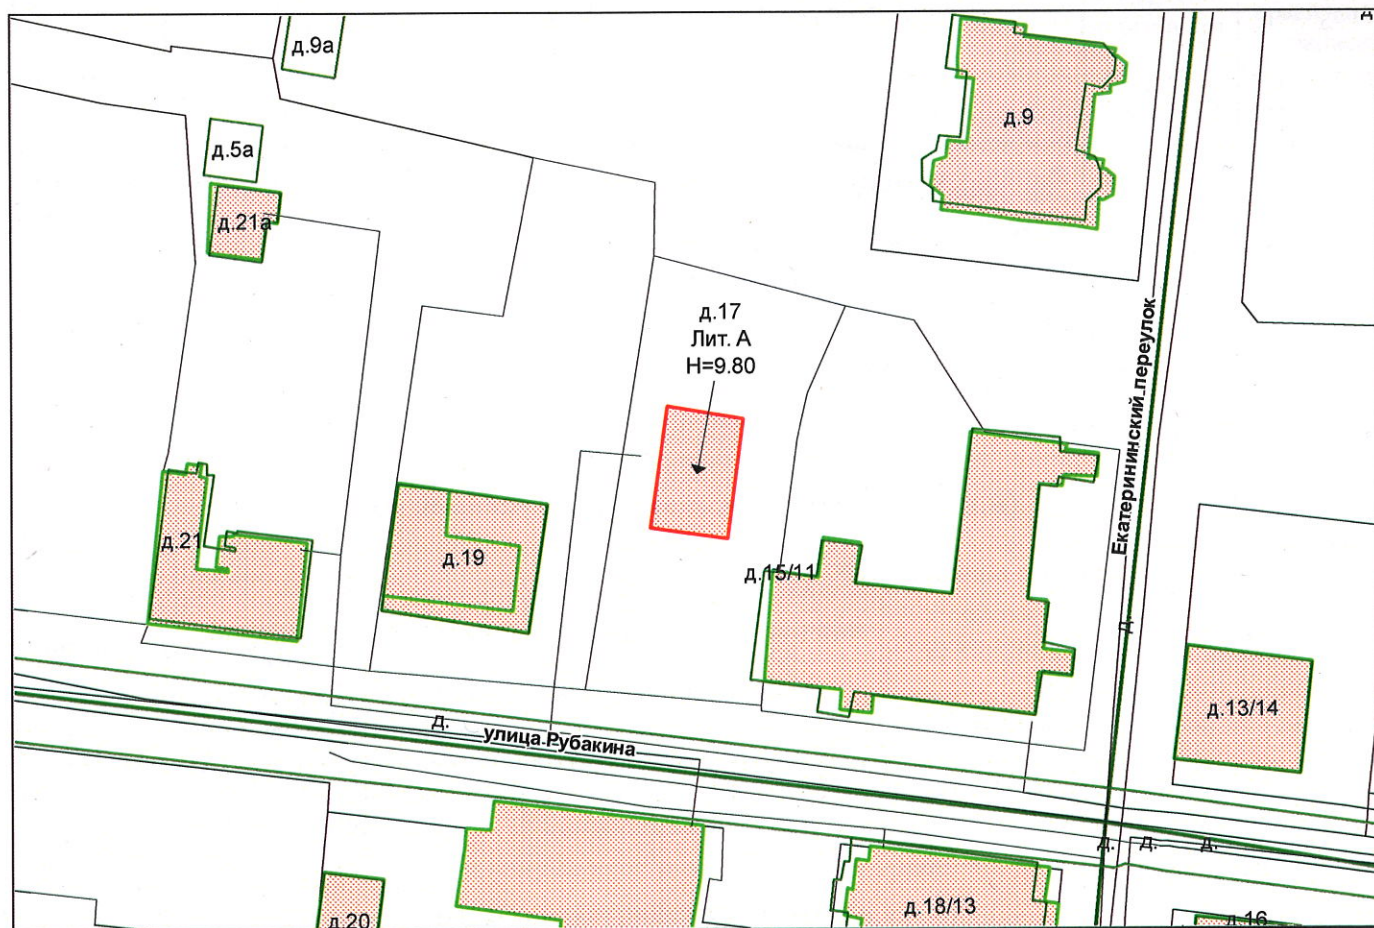 д.9а
д.9
д.5а
д.21а
д.17
Лит. А
Н=9.80
Екатерининский переулок
д.21
д.19
д.15/11
д.
д.13/14
д.
улица Рубакина
д.
д.
д.
д.20
д.18/13
д.16